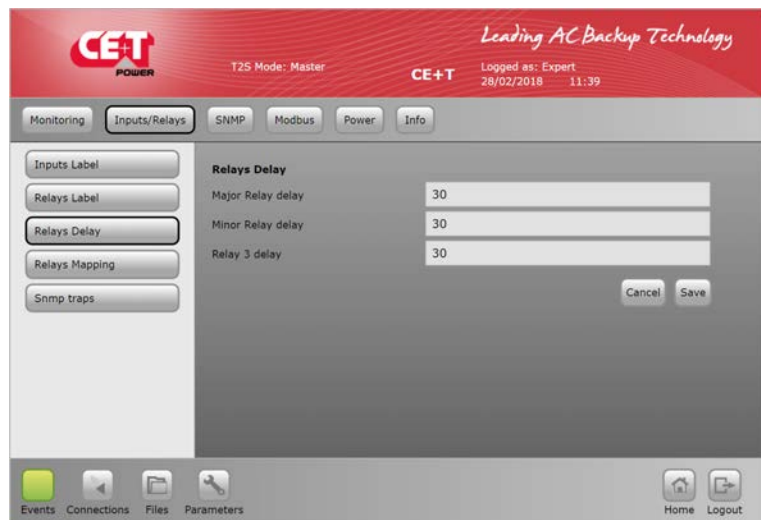 CE+T
POWER
Leading AC Backup Technology
T2S Mode: Master
CE+T
Logged as: Expert
28/02/2018 11:39
Monitoring Inputs/Relays SNMP Modbus Power Info
Inputs Label
Relays Label
Relays Delay
Relays Mapping
Snmp traps
Relays Delay
Major Relay delay 30
Minor Relay delay 30
Relay 3 delay 30
Cancel Save
Events Connections Files Parameters Home Logout